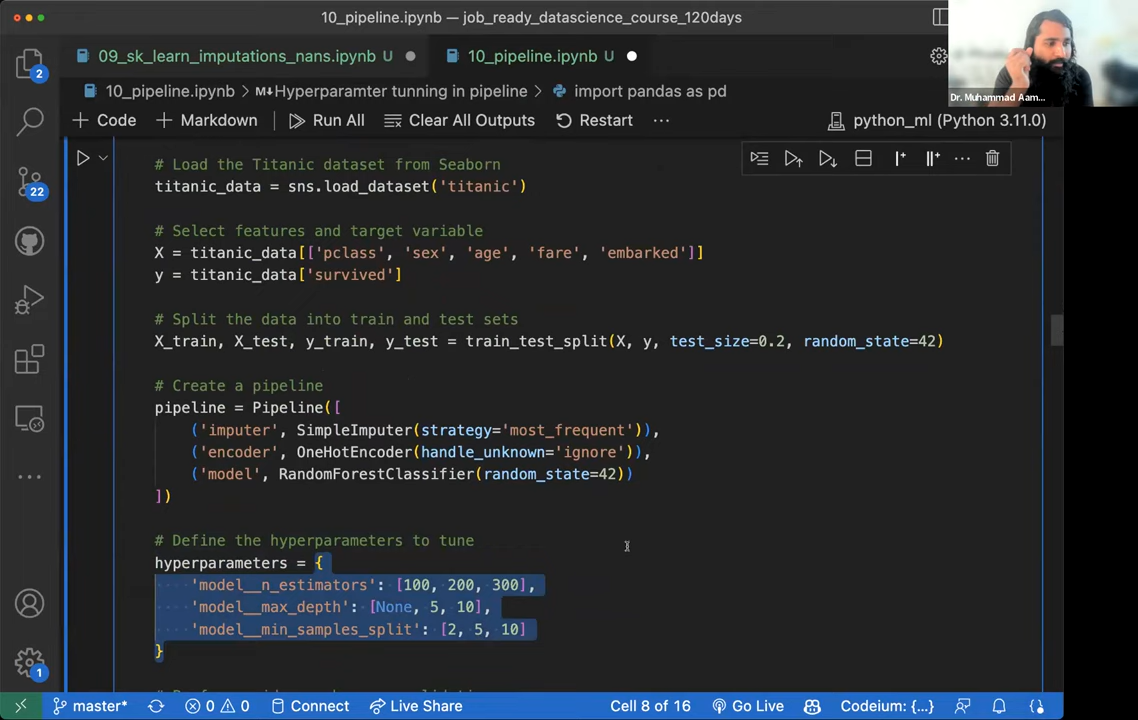 10_pipeline.ipynb — job_ready_datascience_course_120days
09_sk_learn_imputations_nans.ipynb U
10_pipeline.ipynb U
10_pipeline.ipynb > M↓Hyperparamter tunning in pipeline > import pandas as pd
+ Code + Markdown Run All Clear All Outputs Restart ... python_ml (Python 3.11.0)
Dr. Muhammad Aam...
# Load the Titanic dataset from Seaborn
titanic_data = sns.load_dataset('titanic')
# Select features and target variable
X = titanic_data[['pclass', 'sex', 'age', 'fare', 'embarked']]
y = titanic_data['survived']
# Split the data into train and test sets
X_train, X_test, y_train, y_test = train_test_split(X, y, test_size=0.2, random_state=42)
# Create a pipeline
pipeline = Pipeline([
('imputer', SimpleImputer(strategy='most_frequent')),
('encoder', OneHotEncoder(handle_unknown='ignore')),
('model', RandomForestClassifier(random_state=42))
])
# Define the hyperparameters to tune
hyperparameters = {
'model__n_estimators': [100, 200, 300],
'model__max_depth': [None, 5, 10],
'model__min_samples_split': [2, 5, 10]
}
2
22
1
master* 0 0 Connect Live Share Cell 8 of 16 Go Live Codeium: {...}